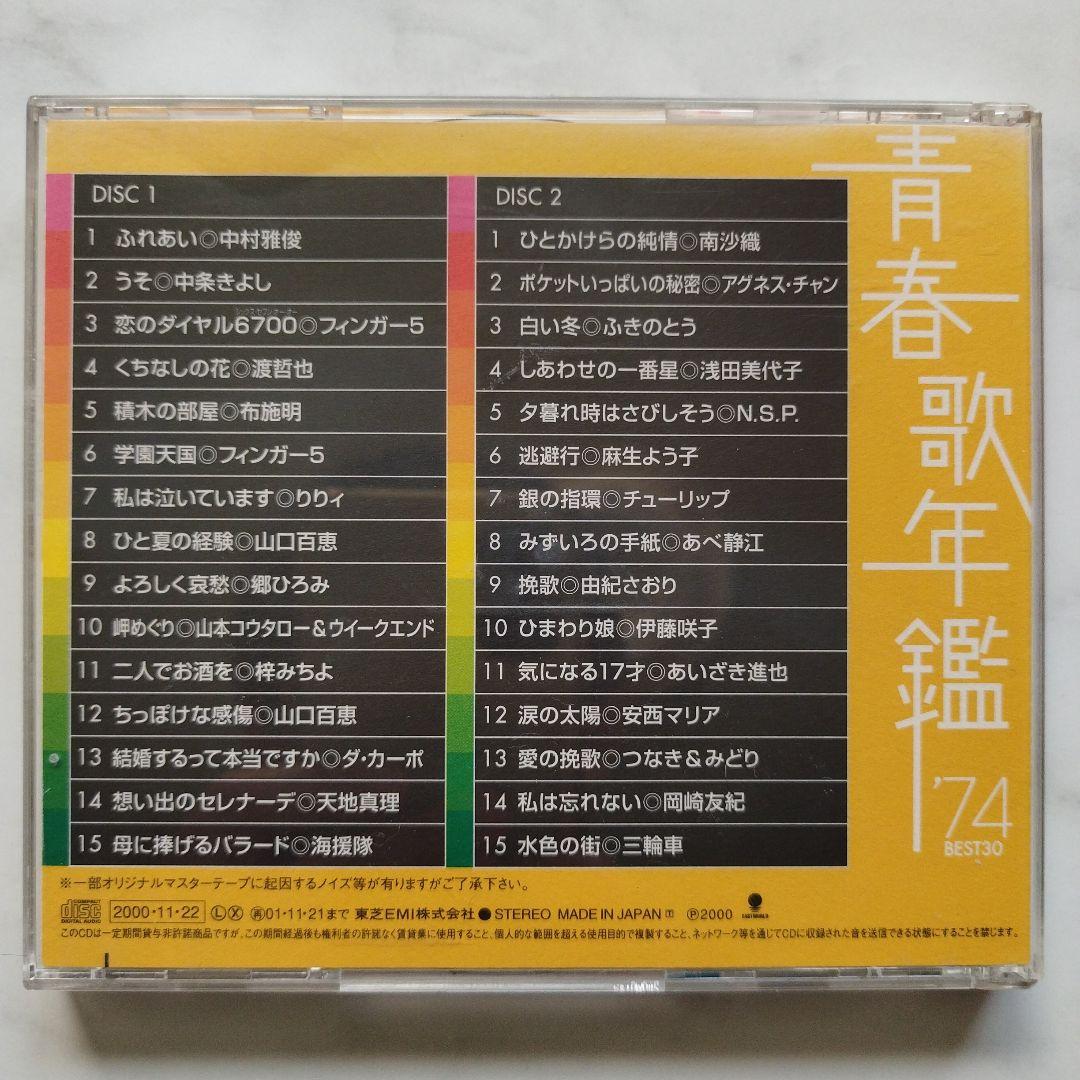 DISC 1
1 ふれあい◎中村雅俊
2 うそ◎中条きよし
シックスセブンオーオー
3 恋のダイヤル6700◎フィンガー5
4 くちなしの花◎渡哲也
5 積木の部屋◎布施明
6 学園天国◎フィンガー5
7 私は泣いています◎りりィ
8 ひと夏の経験◎山口百恵
9 よろしく哀愁◎郷ひろみ
10 岬めぐり◎山本コウタロー&ウイークエンド
11 二人でお酒を◎梓みちよ
12 ちっぽけな感傷◎山口百恵
13 結婚するって本当ですか◎ダ・カーポ
14 想い出のセレナーデ◎天地真理
15 母に捧げるバラード◎海援隊
DISC 2
1 ひとかけらの純情◎南沙織
2 ポケットいっぱいの秘密◎アグネス・チャン
3 白い冬◎ふきのとう
4 しあわせの一番星◎浅田美代子
5 夕暮れ時はさびしそう◎N.S.P.
6 逃避行◎麻生よう子
7 銀の指環◎チューリップ
8 みずいろの手紙◎あべ静江
9 挽歌◎由紀さおり
10 ひまわり娘◎伊藤咲子
11 気になる17才◎あいざき進也
12 涙の太陽◎安西マリア
13 愛の挽歌◎つなき&みどり
14 私は忘れない◎岡崎友紀
15 水色の街◎三輪車
青春歌年鑑
'74
BEST30
※一部オリジナルマスターテープに起因するノイズ等が有りますがご了承下さい。
COMPACT disc DIGITAL AUDIO 2000・11・22 Ⓛ Ⓧ 再01・11・21まで 東芝EMI株式会社●STEREO MADE IN JAPAN Ⓣ Ⓟ2000 EASTWORLD
このCDは一定期間貸与非許諾商品ですが、この期間経過後も権利者の許諾なく賃貸業に使用すること、個人的な範囲を超える使用目的で複製すること、ネットワーク等を通じてCDに収録された音を送信できる状態にすることを禁じます。